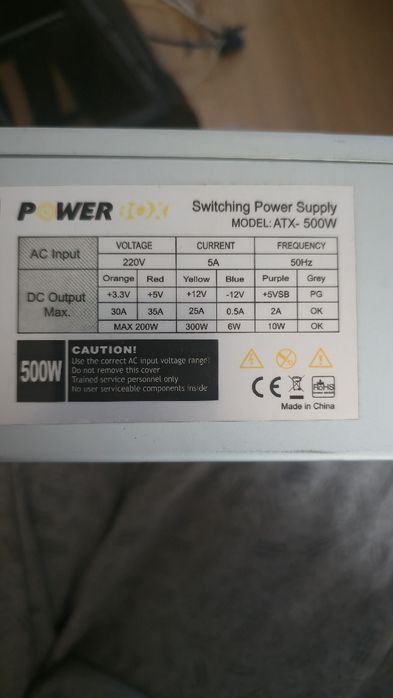 POWER BOX
Switching Power Supply
MODEL: ATX- 500W
AC Input VOLTAGE CURRENT FREQUENCY
220V 5A 50Hz
DC Output Max. Orange Red Yellow Blue Purple Grey
+3.3V +5V +12V -12V +5VSB PG
30A 35A 25A 0.5A 2A OK
MAX 200W 300W 6W 10W OK
500W
CAUTION!
Use the correct AC input voltage range!
Do not remove this cover
Trained service personnel only
No user serviceable components inside
CE RoHS
Made in China